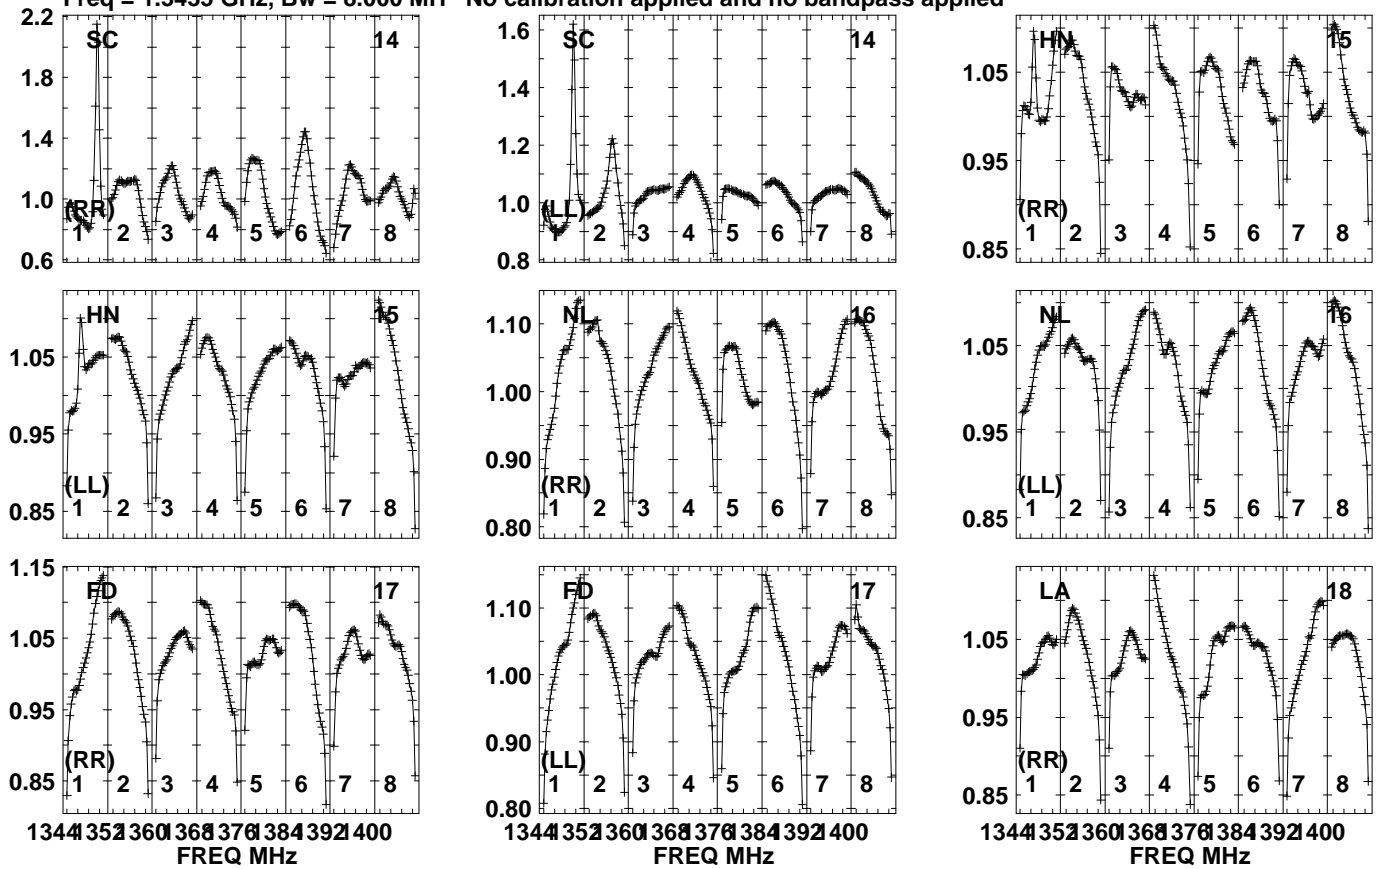 Freq = 1.3455 GHz, Bw = 8.000 MH No calibration applied and no bandpass applied
2.2
1.8
1.4
1.0
0.6
SC 14
(RR)
1 2 3 4 5 6 7 8
1.6
1.4
1.2
1.0
0.8
SC 14
(LL)
1 2 3 4 5 6 7 8
1.05
0.95
0.85
HN 15
(RR)
1 2 3 4 5 6 7 8
1.05
0.95
0.85
HN 15
(LL)
1 2 3 4 5 6 7 8
1.10
1.00
0.90
0.80
NL 16
(RR)
1 2 3 4 5 6 7 8
1.05
0.95
0.85
NL 16
(LL)
1 2 3 4 5 6 7 8
1.15
1.05
0.95
0.85
FD 17
(RR)
1 2 3 4 5 6 7 8
1344 1352 1360 1368 1376 1384 1392 1400
FREQ MHz
1.10
1.00
0.90
0.80
FD 17
(LL)
1 2 3 4 5 6 7 8
1344 1352 1360 1368 1376 1384 1392 1400
FREQ MHz
1.05
0.95
0.85
LA 18
(RR)
1 2 3 4 5 6 7 8
1344 1352 1360 1368 1376 1384 1392 1400
FREQ MHz